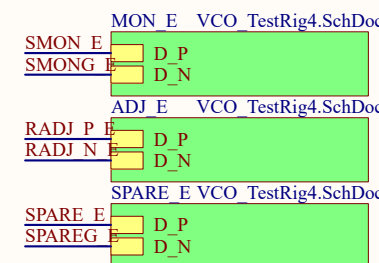 MON_E VCO_TestRig4.SchDoc
SMON_E
D_P
SMONG_E
D_N
ADJ_E VCO_TestRig4.SchDoc
RADJ_P_E
D_P
RADJ_N_E
D_N
SPARE_E VCO_TestRig4.SchDoc
SPARE_E
D_P
SPAREG_E
D_N